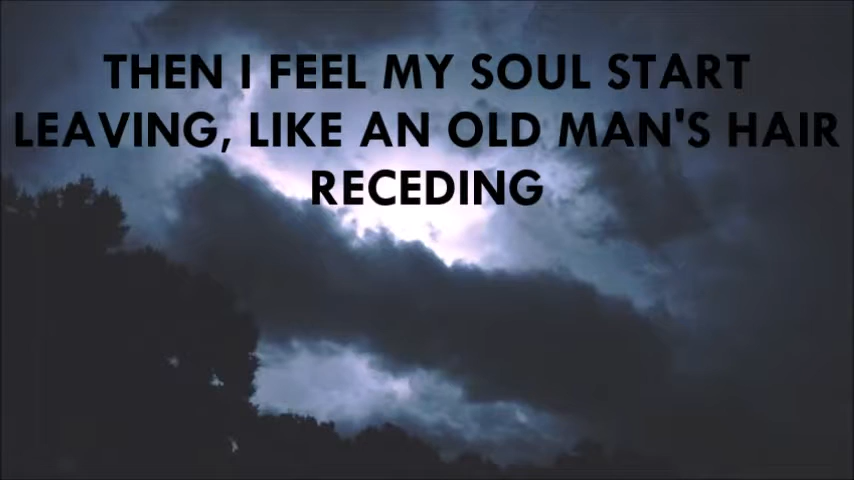 THEN I FEEL MY SOUL START
LEAVING, LIKE AN OLD MAN'S HAIR
RECEDING